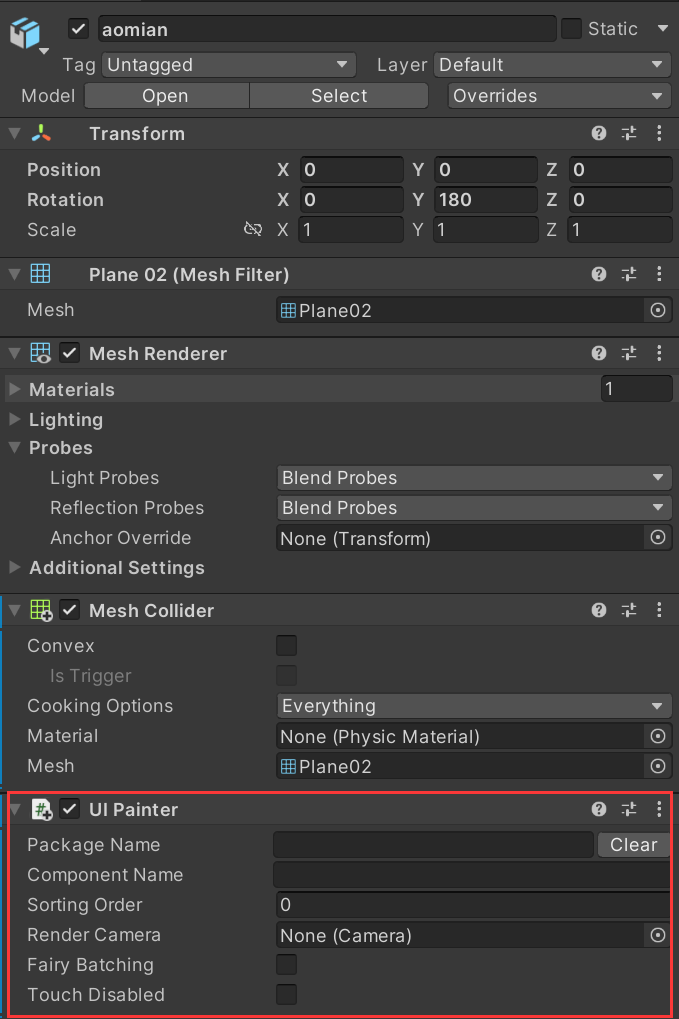 aomian Static
Tag Untagged Layer Default
Model Open Select Overrides
Transform
Position X 0 Y 0 Z 0
Rotation X 0 Y 180 Z 0
Scale X 1 Y 1 Z 1
Plane 02 (Mesh Filter)
Mesh Plane02
Mesh Renderer
Materials 1
Lighting
Probes
Light Probes Blend Probes
Reflection Probes Blend Probes
Anchor Override None (Transform)
Additional Settings
Mesh Collider
Convex
Is Trigger
Cooking Options Everything
Material None (Physic Material)
Mesh Plane02
UI Painter
Package Name Clear
Component Name
Sorting Order 0
Render Camera None (Camera)
Fairy Batching
Touch Disabled